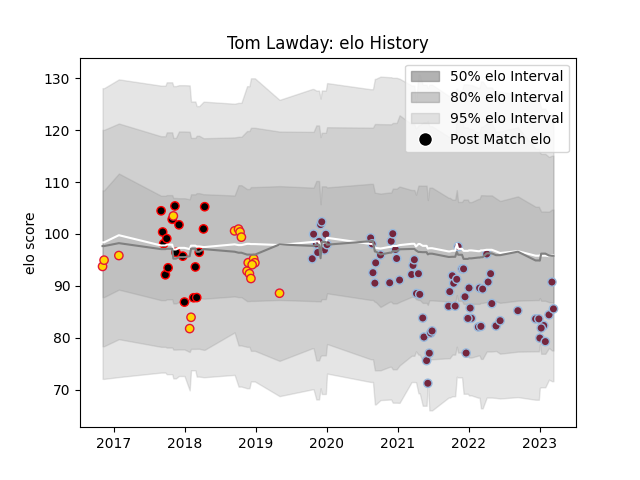 Tom Lawday: elo History
50% elo Interval
80% elo Interval
95% elo Interval
Post Match elo
elo score
130
120
110
100
90
80
70
2017 2018 2019 2020 2021 2022 2023